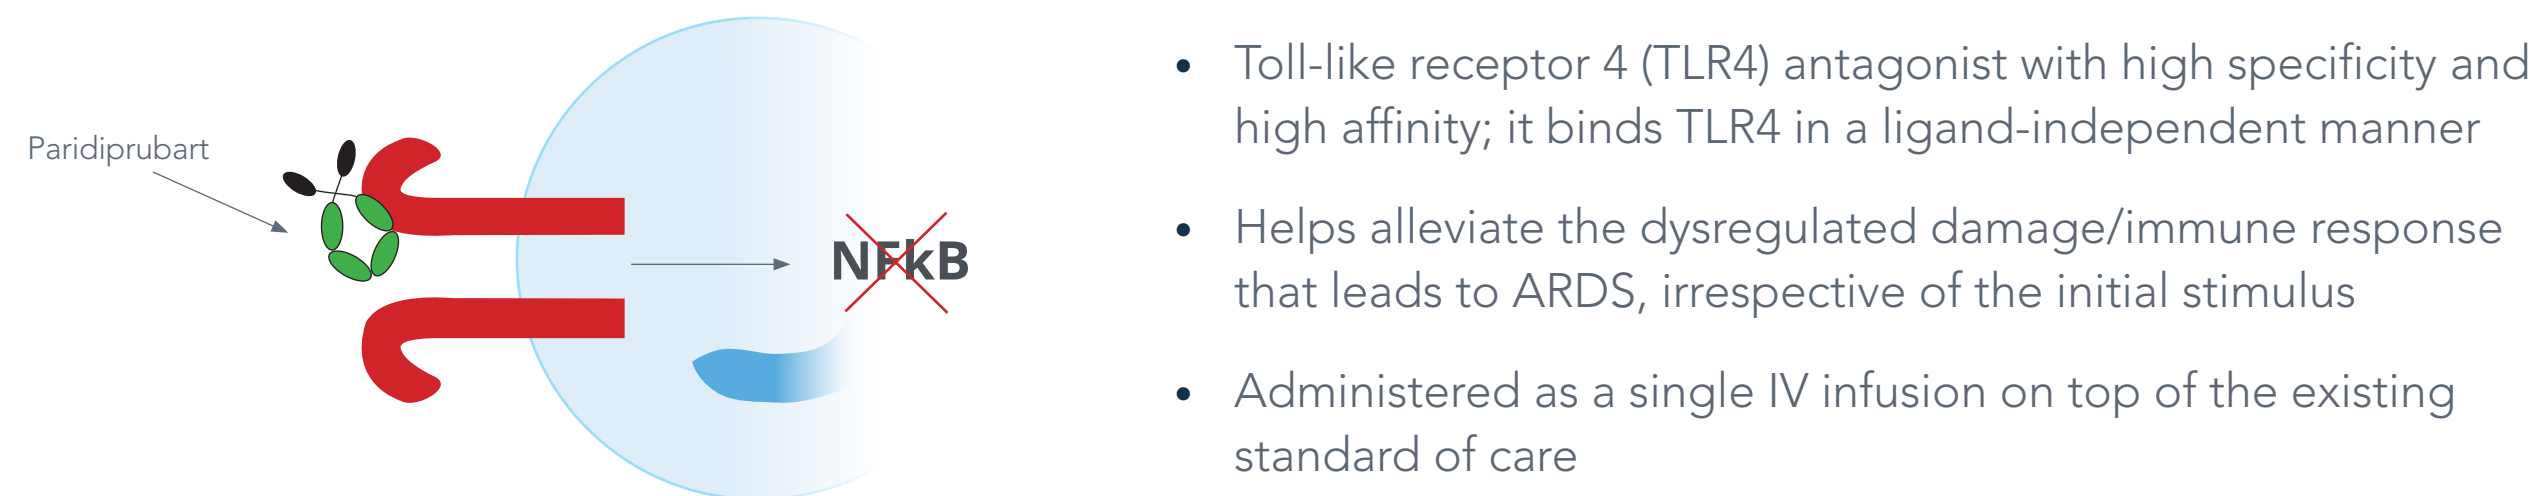 Paridiprubart
NFkB
• Toll-like receptor 4 (TLR4) antagonist with high specificity and
high affinity; it binds TLR4 in a ligand-independent manner
• Helps alleviate the dysregulated damage/immune response
that leads to ARDS, irrespective of the initial stimulus
• Administered as a single IV infusion on top of the existing
standard of care